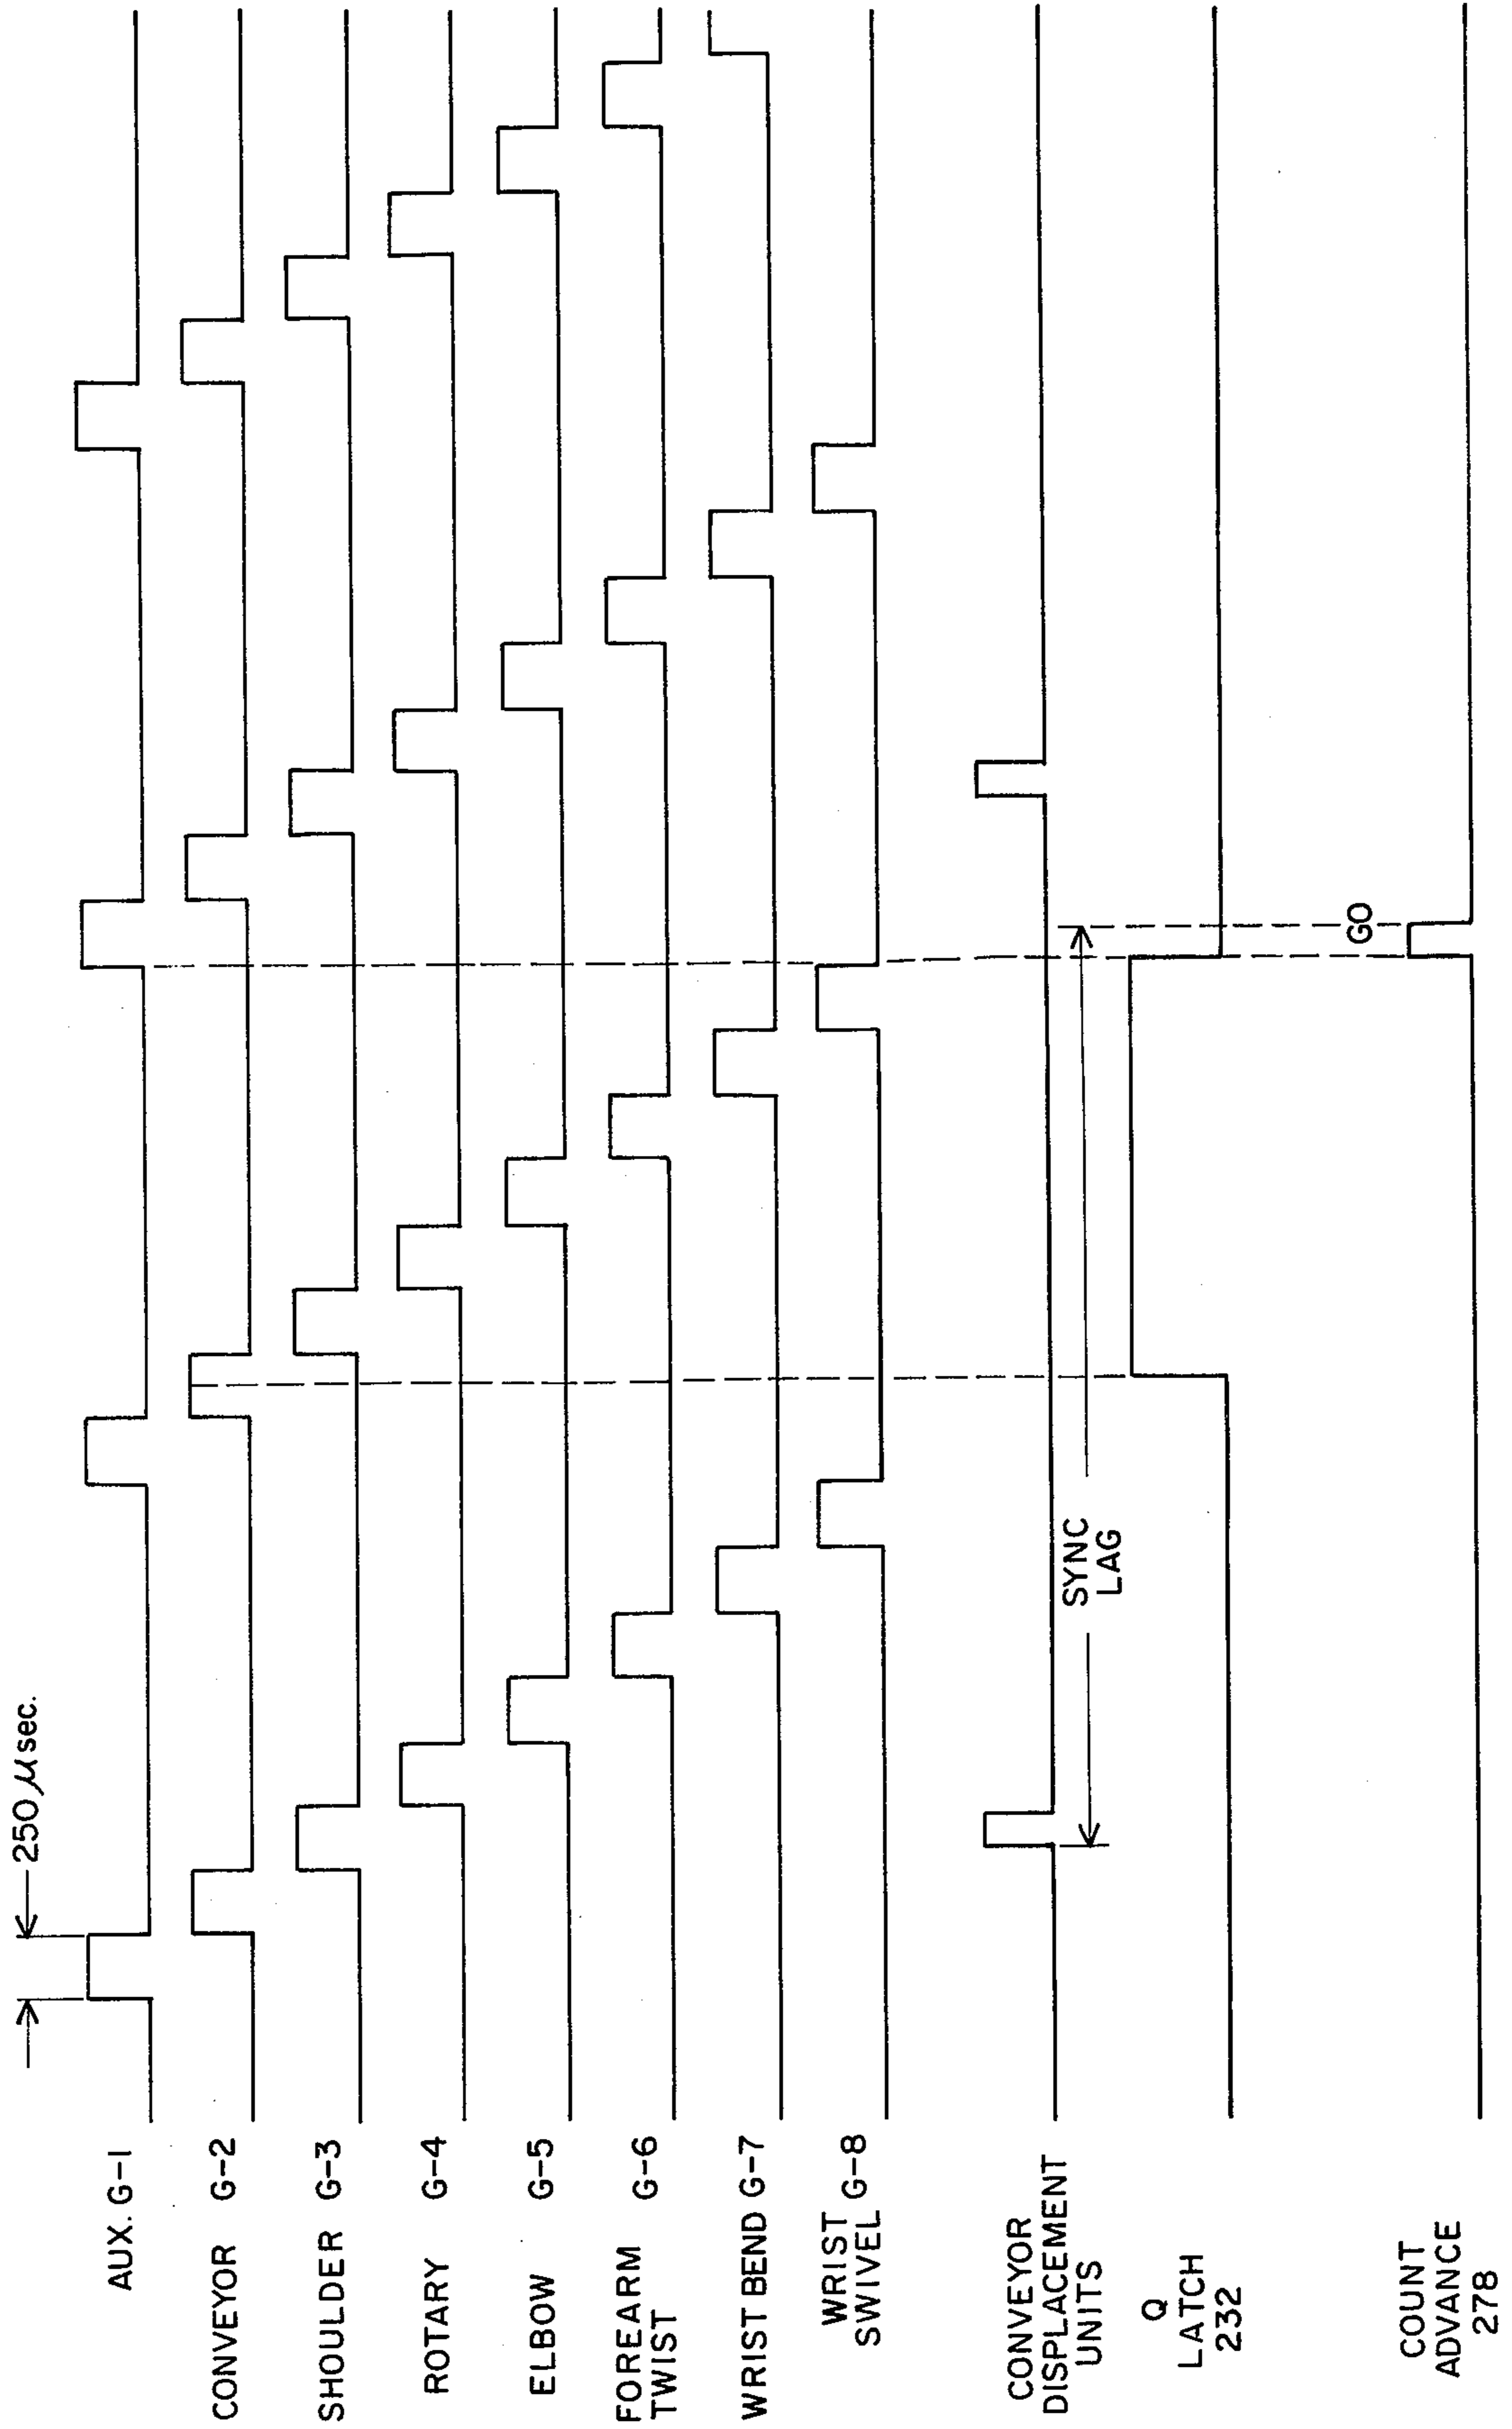 250 μsec.
AUX. G-1
CONVEYOR G-2
SHOULDER G-3
ROTARY G-4
ELBOW G-5
FOREARM G-6
TWIST
WRIST BEND G-7
WRIST
SWIVEL G-8
CONVEYOR
DISPLACEMENT
UNITS
SYNC
LAG
Q
LATCH
232
GO
COUNT
ADVANCE
278